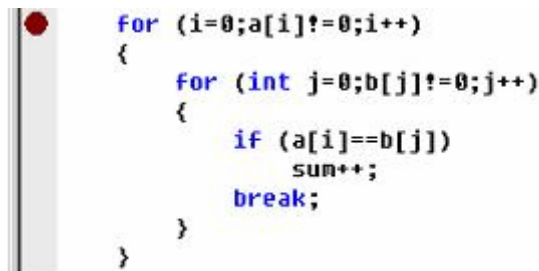 for (i=0;a[i]!=0;i++)
{
for (int j=0;b[j]!=0;j++)
{
if (a[i]==b[j])
sum++;
break;
}
}